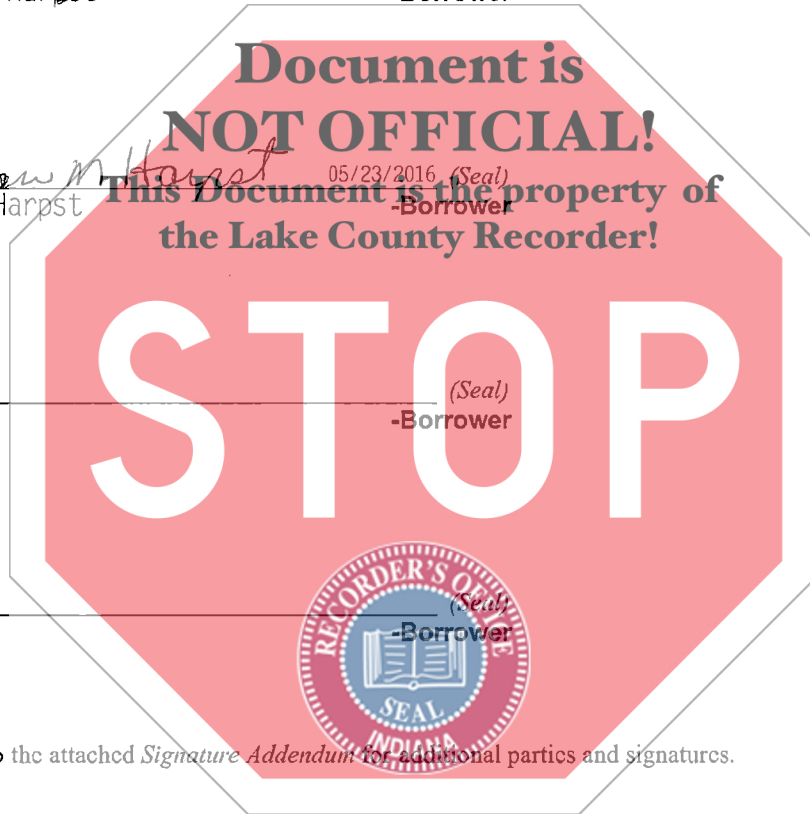 -Borrower
Document is
NOT OFFICIAL!
Harpst 05/23/2016 (Seal)
Harpst This Document is the property of
-Borrower
the Lake County Recorder!
STOP
(Seal)
-Borrower
(Seal)
-Borrower
RECORDER'S OFFICE
SEAL
INDIANA
the attached Signature Addendum for additional parties and signatures.